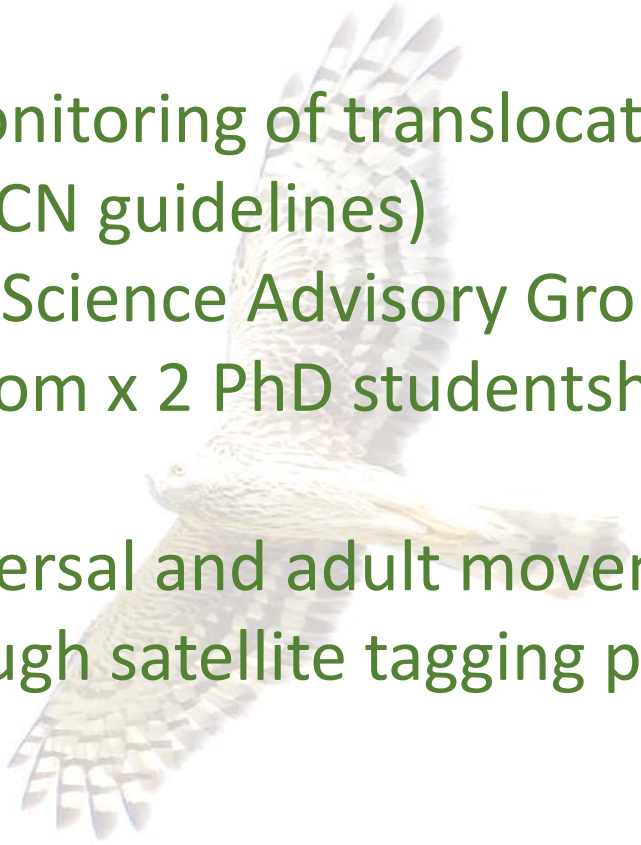 onitoring of translocat
CN guidelines)
Science Advisory Gro
om x 2 PhD studentsh
ersal and adult mover
ugh satellite tagging p